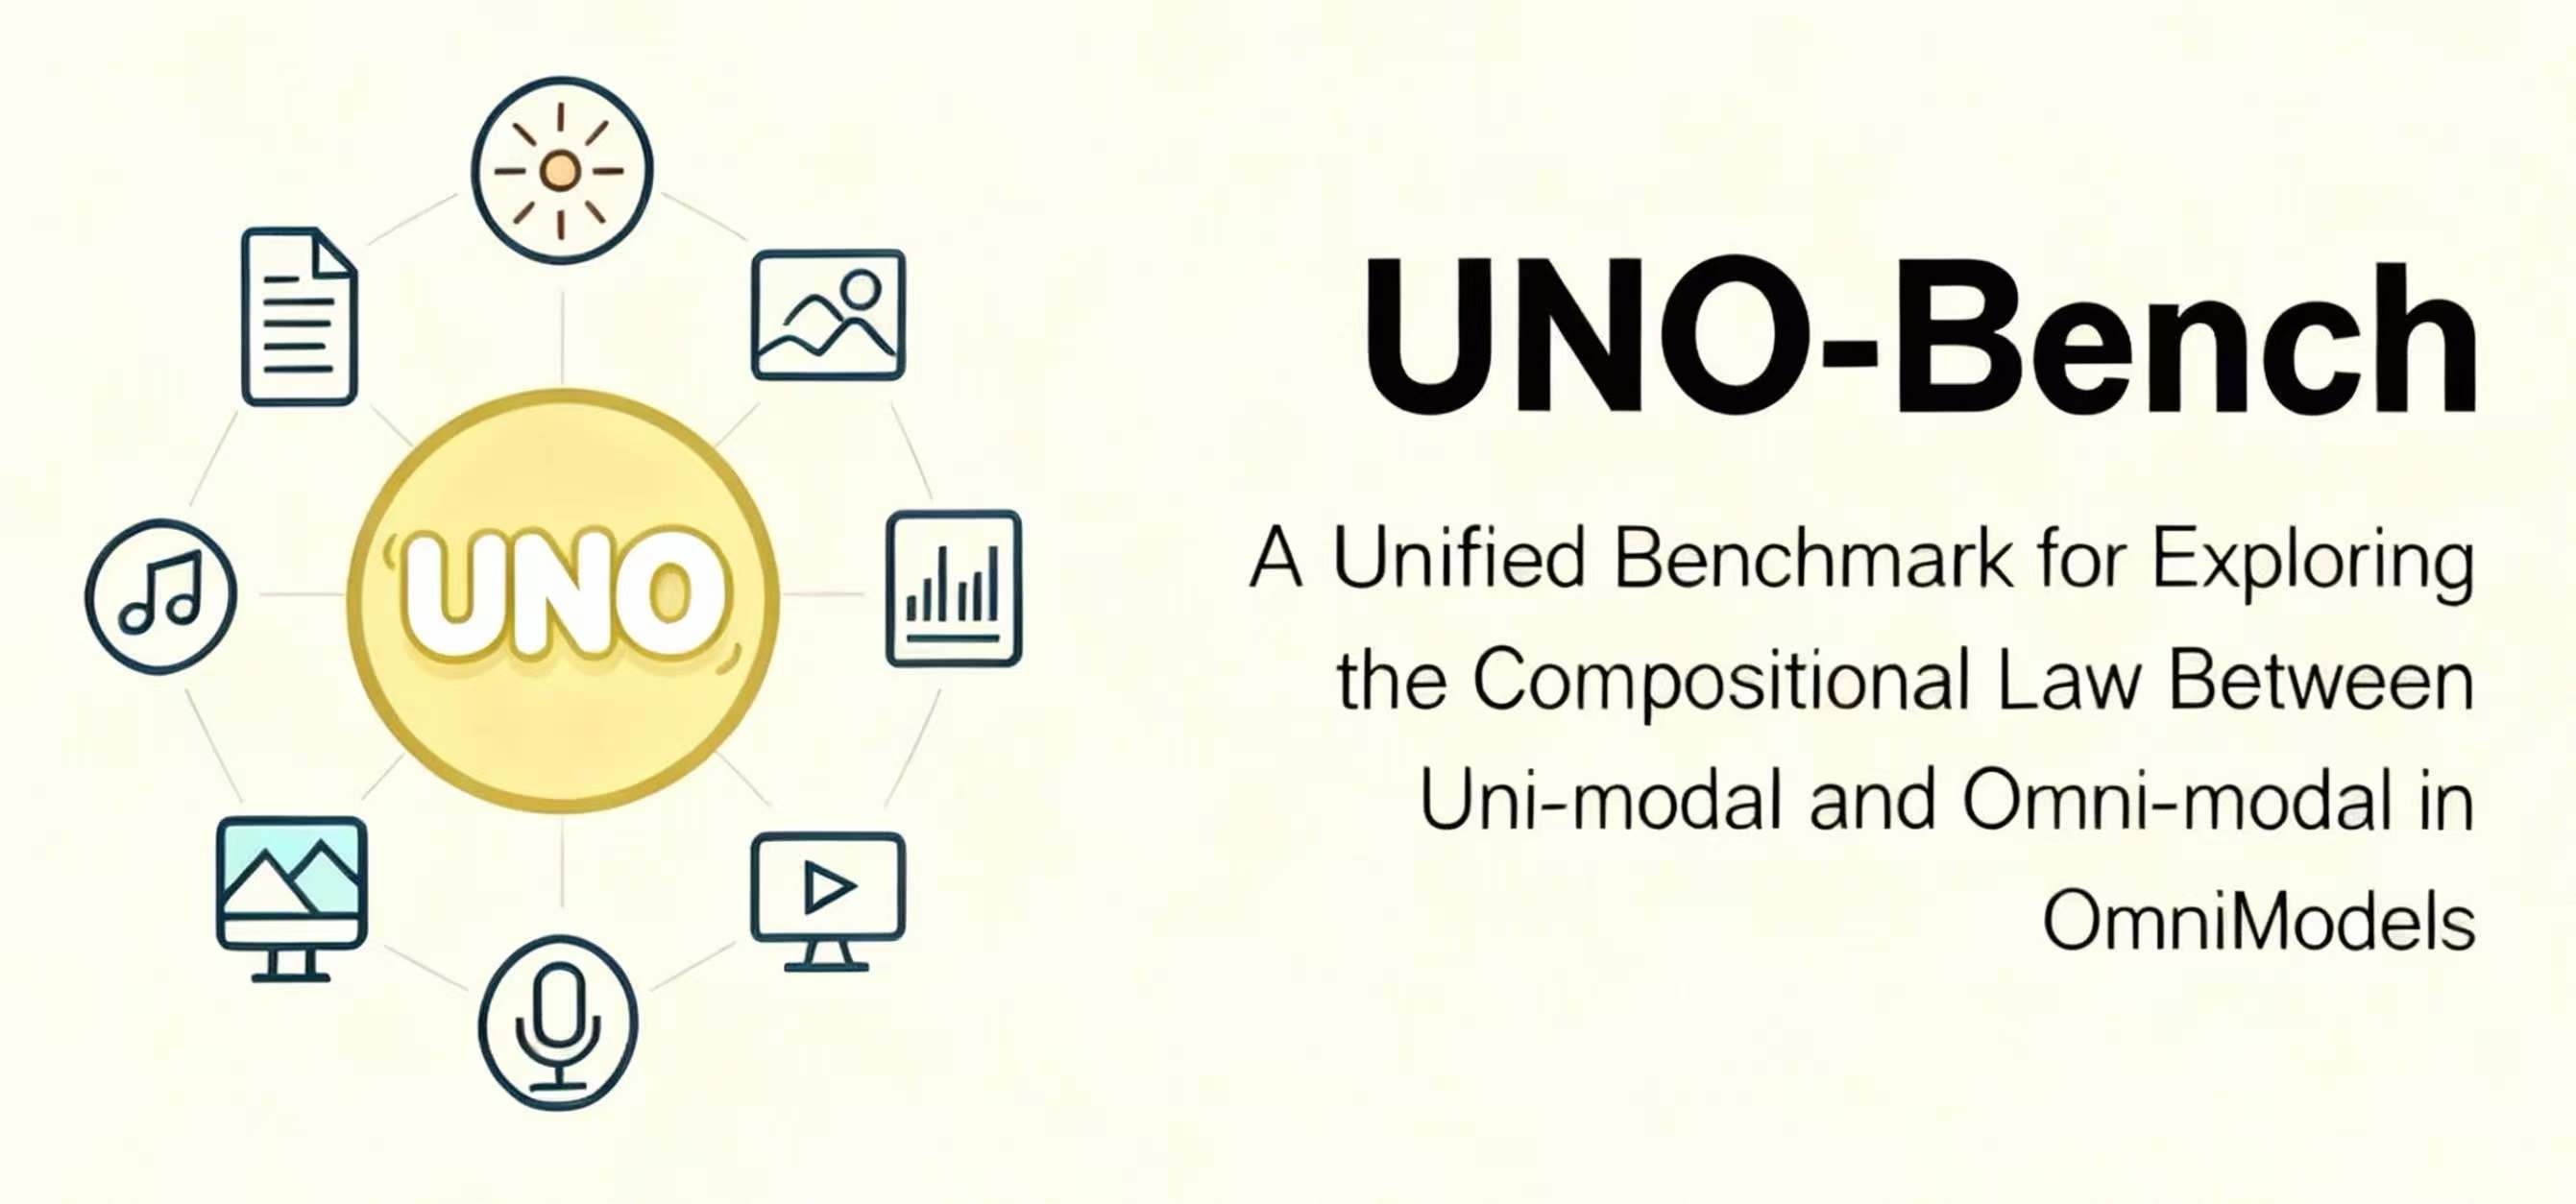 UNO
UNO-Bench
A Unified Benchmark for Exploring
the Compositional Law Between
Uni-modal and Omni-modal in
OmniModels